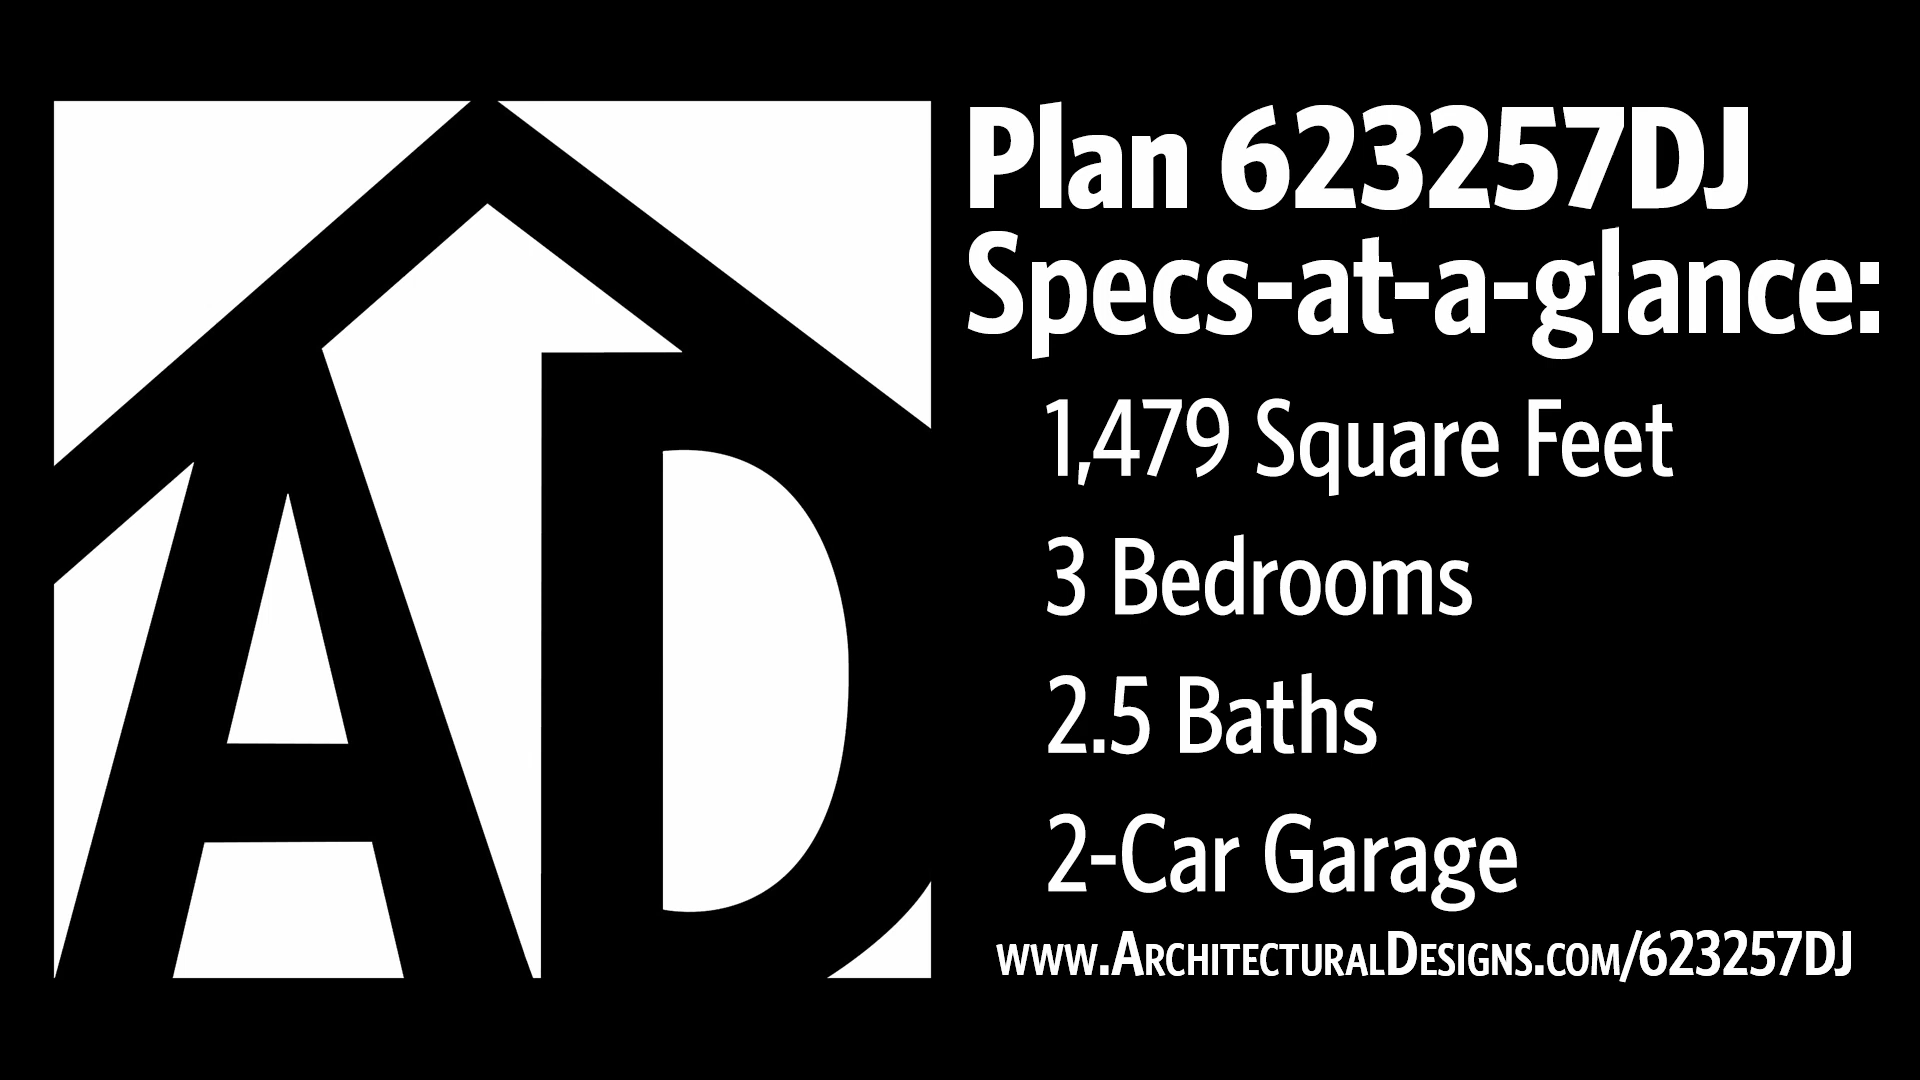 AD
Plan 623257DJ
Specs-at-a-glance:
1,479 Square Feet
3 Bedrooms
2.5 Baths
2-Car Garage
www.ArchitecturalDesigns.com/623257DJ